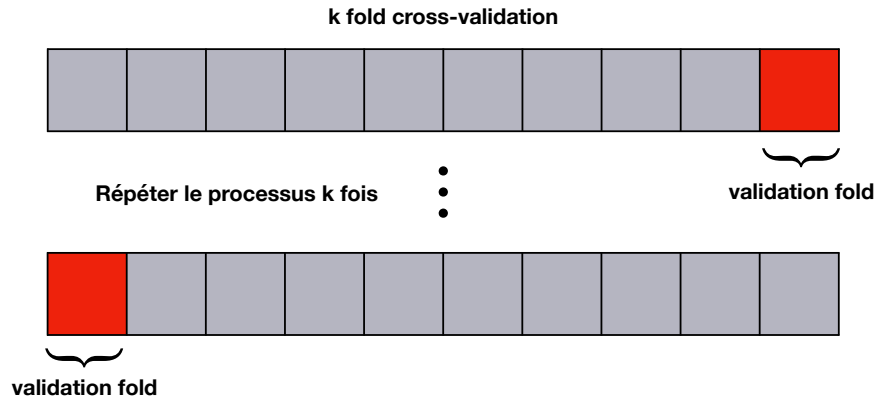 k fold cross-validation
validation fold
Répéter le processus k fois
validation fold